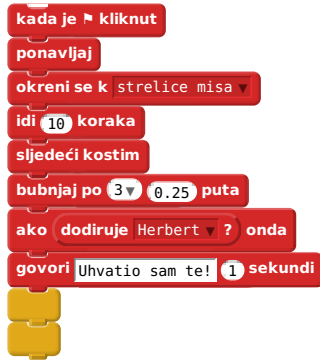 kada je ⚑ kliknut
ponavljaj
okreni se k strelice misa ▼
idi 10 koraka
sljedeći kostim
bubnjaj po 3▼ 0.25 puta
ako dodiruje Herbert ▼ ? onda
govori Uhvatio sam te! 1 sekundi